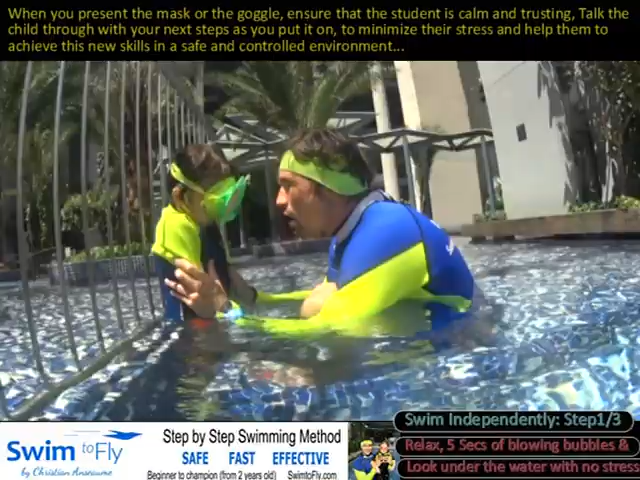 When you present the mask or the goggle, ensure that the student is calm and trusting, Talk the
child through with your next steps as you put it on, to minimize their stress and help them to
achieve this new skills in a safe and controlled environment...
Swim Independently: Step1/3
Relax, 5 Secs of blowing bubbles &
Look under the water with no stress
Swim to Fly
by Christian Ansriaume
Step by Step Swimming Method
SAFE FAST EFFECTIVE
Beginner to champion (from 2 years old) SwimtoFly.com